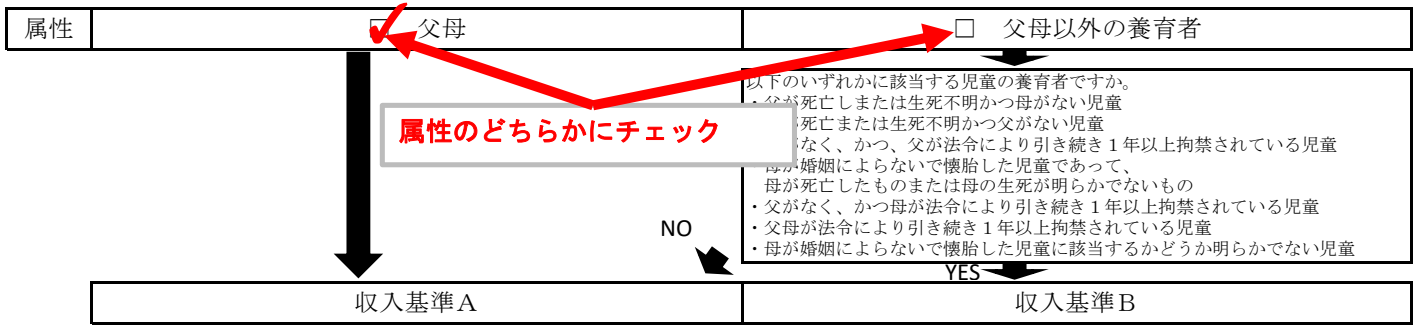 属性 ☑ 父母 □ 父母以外の養育者
以下のいずれかに該当する児童の養育者ですか。
・父が死亡しまたは生死不明かつ母がない児童
死亡または生死不明かつ父がない児童
なく、かつ、父が法令により引き続き1年以上拘禁されている児童
母が婚姻によらないで懐胎した児童であって、
母が死亡したものまたは母の生死が明らかでないもの
・父がなく、かつ母が法令により引き続き1年以上拘禁されている児童
・父母が法令により引き続き1年以上拘禁されている児童
・母が婚姻によらないで懐胎した児童に該当するかどうか明らかでない児童
属性のどちらかにチェック
NO
YES
収入基準A 収入基準B